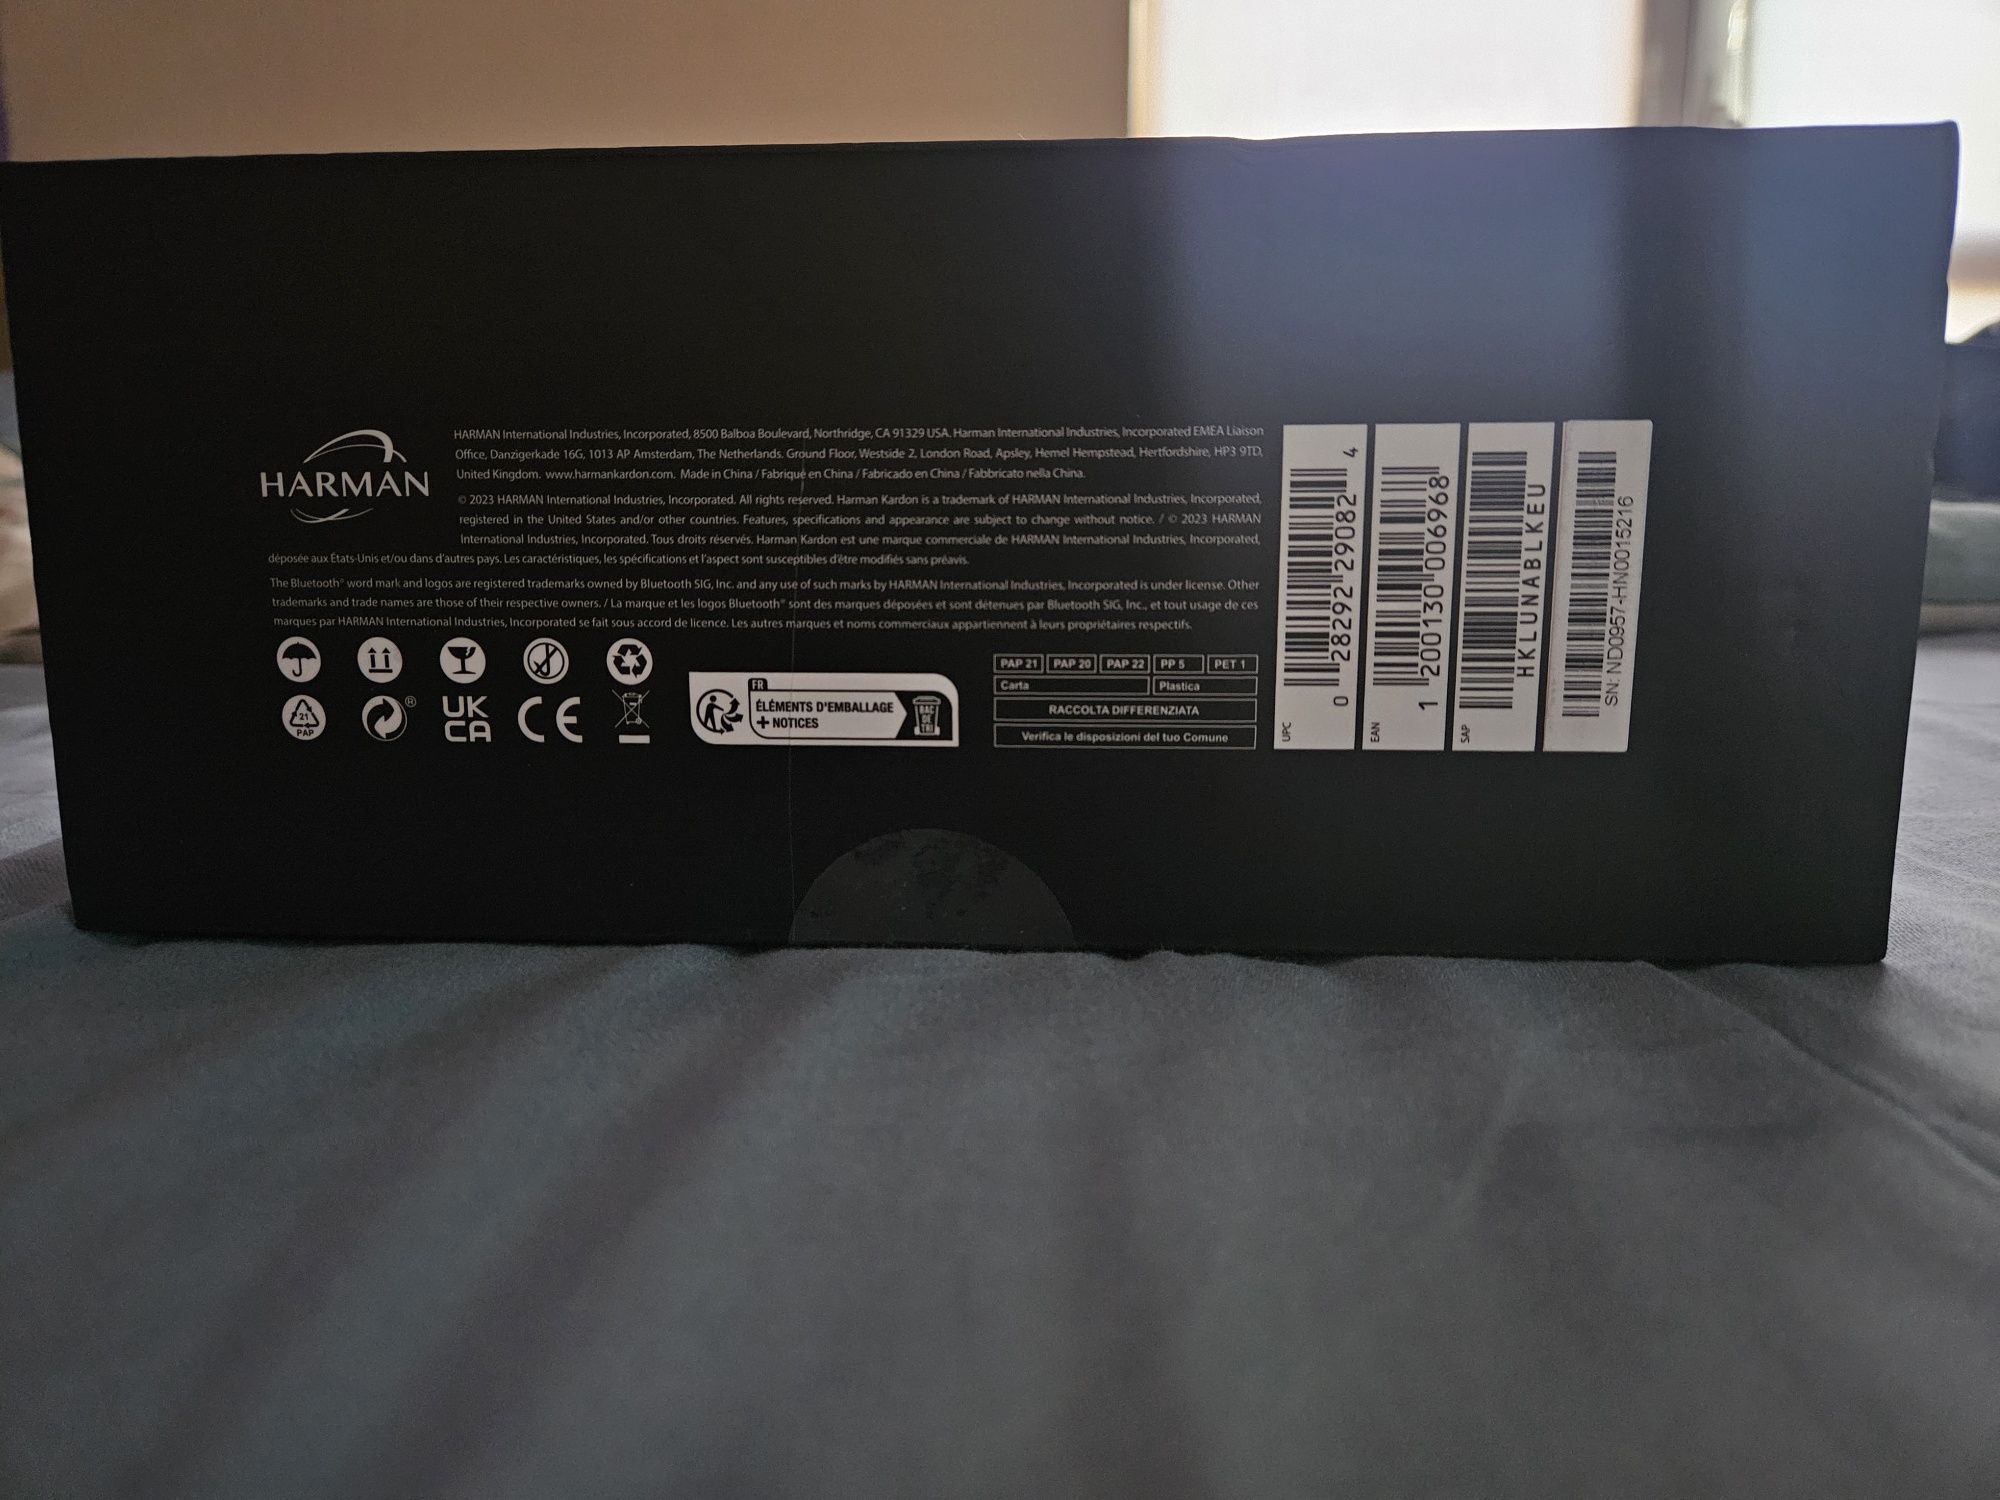 HARMAN
HARMAN International Industries, Incorporated, 8500 Balboa Boulevard, Northridge, CA 91329 USA. Harman International Industries, Incorporated EMEA Liaison
Office, Danzigerkade 16G, 1013 AP Amsterdam, The Netherlands. Ground Floor, Westside 2, London Road, Apsley, Hemel Hempstead, Hertfordshire, HP3 9TD,
United Kingdom. www.harmankardon.com. Made in China / Fabriqué en China / Fabricado en China / Fabbricato nella China.
© 2023 HARMAN International Industries, Incorporated. All rights reserved. Harman Kardon is a trademark of HARMAN International Industries, Incorporated,
registered in the United States and/or other countries. Features, specifications and appearance are subject to change without notice. / © 2023 HARMAN
International Industries, Incorporated. Tous droits réservés. Harman Kardon est une marque commerciale de HARMAN International Industries, Incorporated,
déposée aux États-Unis et/ou dans d'autres pays. Les caractéristiques, les spécifications et l'aspect sont susceptibles d'être modifiés sans préavis.
The Bluetooth® word mark and logos are registered trademarks owned by Bluetooth SIG, Inc. and any use of such marks by HARMAN International Industries, Incorporated is under license. Other
trademarks and trade names are those of their respective owners. / La marque et les logos Bluetooth® sont des marques déposées et sont détenues par Bluetooth SIG, Inc., et tout usage de ces
marques par HARMAN International Industries, Incorporated se fait sous accord de licence. Les autres marques et noms commerciaux appartiennent à leurs propriétaires respectifs.
21
PAP
®
UK
CA
CE
FR
ÉLÉMENTS D'EMBALLAGE
+ NOTICES
BAC
DE
TRI
PAP 21 PAP 20 PAP 22 PP 5 PET 1
Carta Plastica
RACCOLTA DIFFERENZIATA
Verifica le disposizioni del tuo Comune
UPC
0 28292 29082 4
EAN
1 200130 006968
SAP
HKLUNABLKEU
SN: ND0957-HN0015216